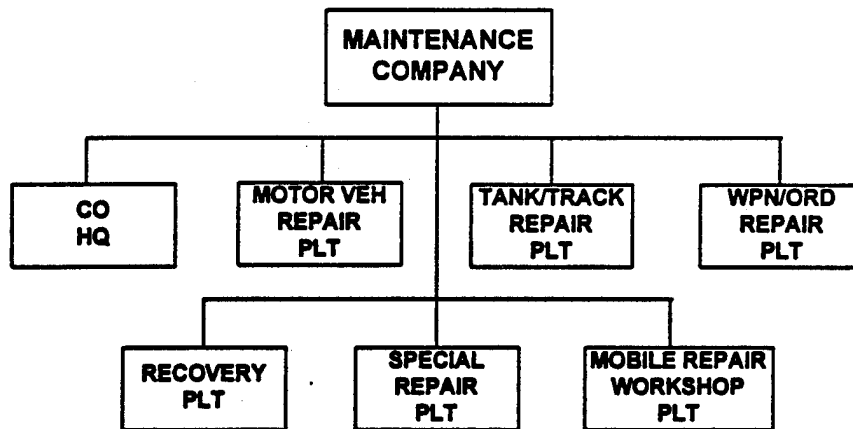 MAINTENANCE
COMPANY
CO
HQ
MOTOR VEH
REPAIR
PLT
TANK/TRACK
REPAIR
PLT
WPN/ORD
REPAIR
PLT
RECOVERY
PLT
SPECIAL
REPAIR
PLT
MOBILE REPAIR
WORKSHOP
PLT